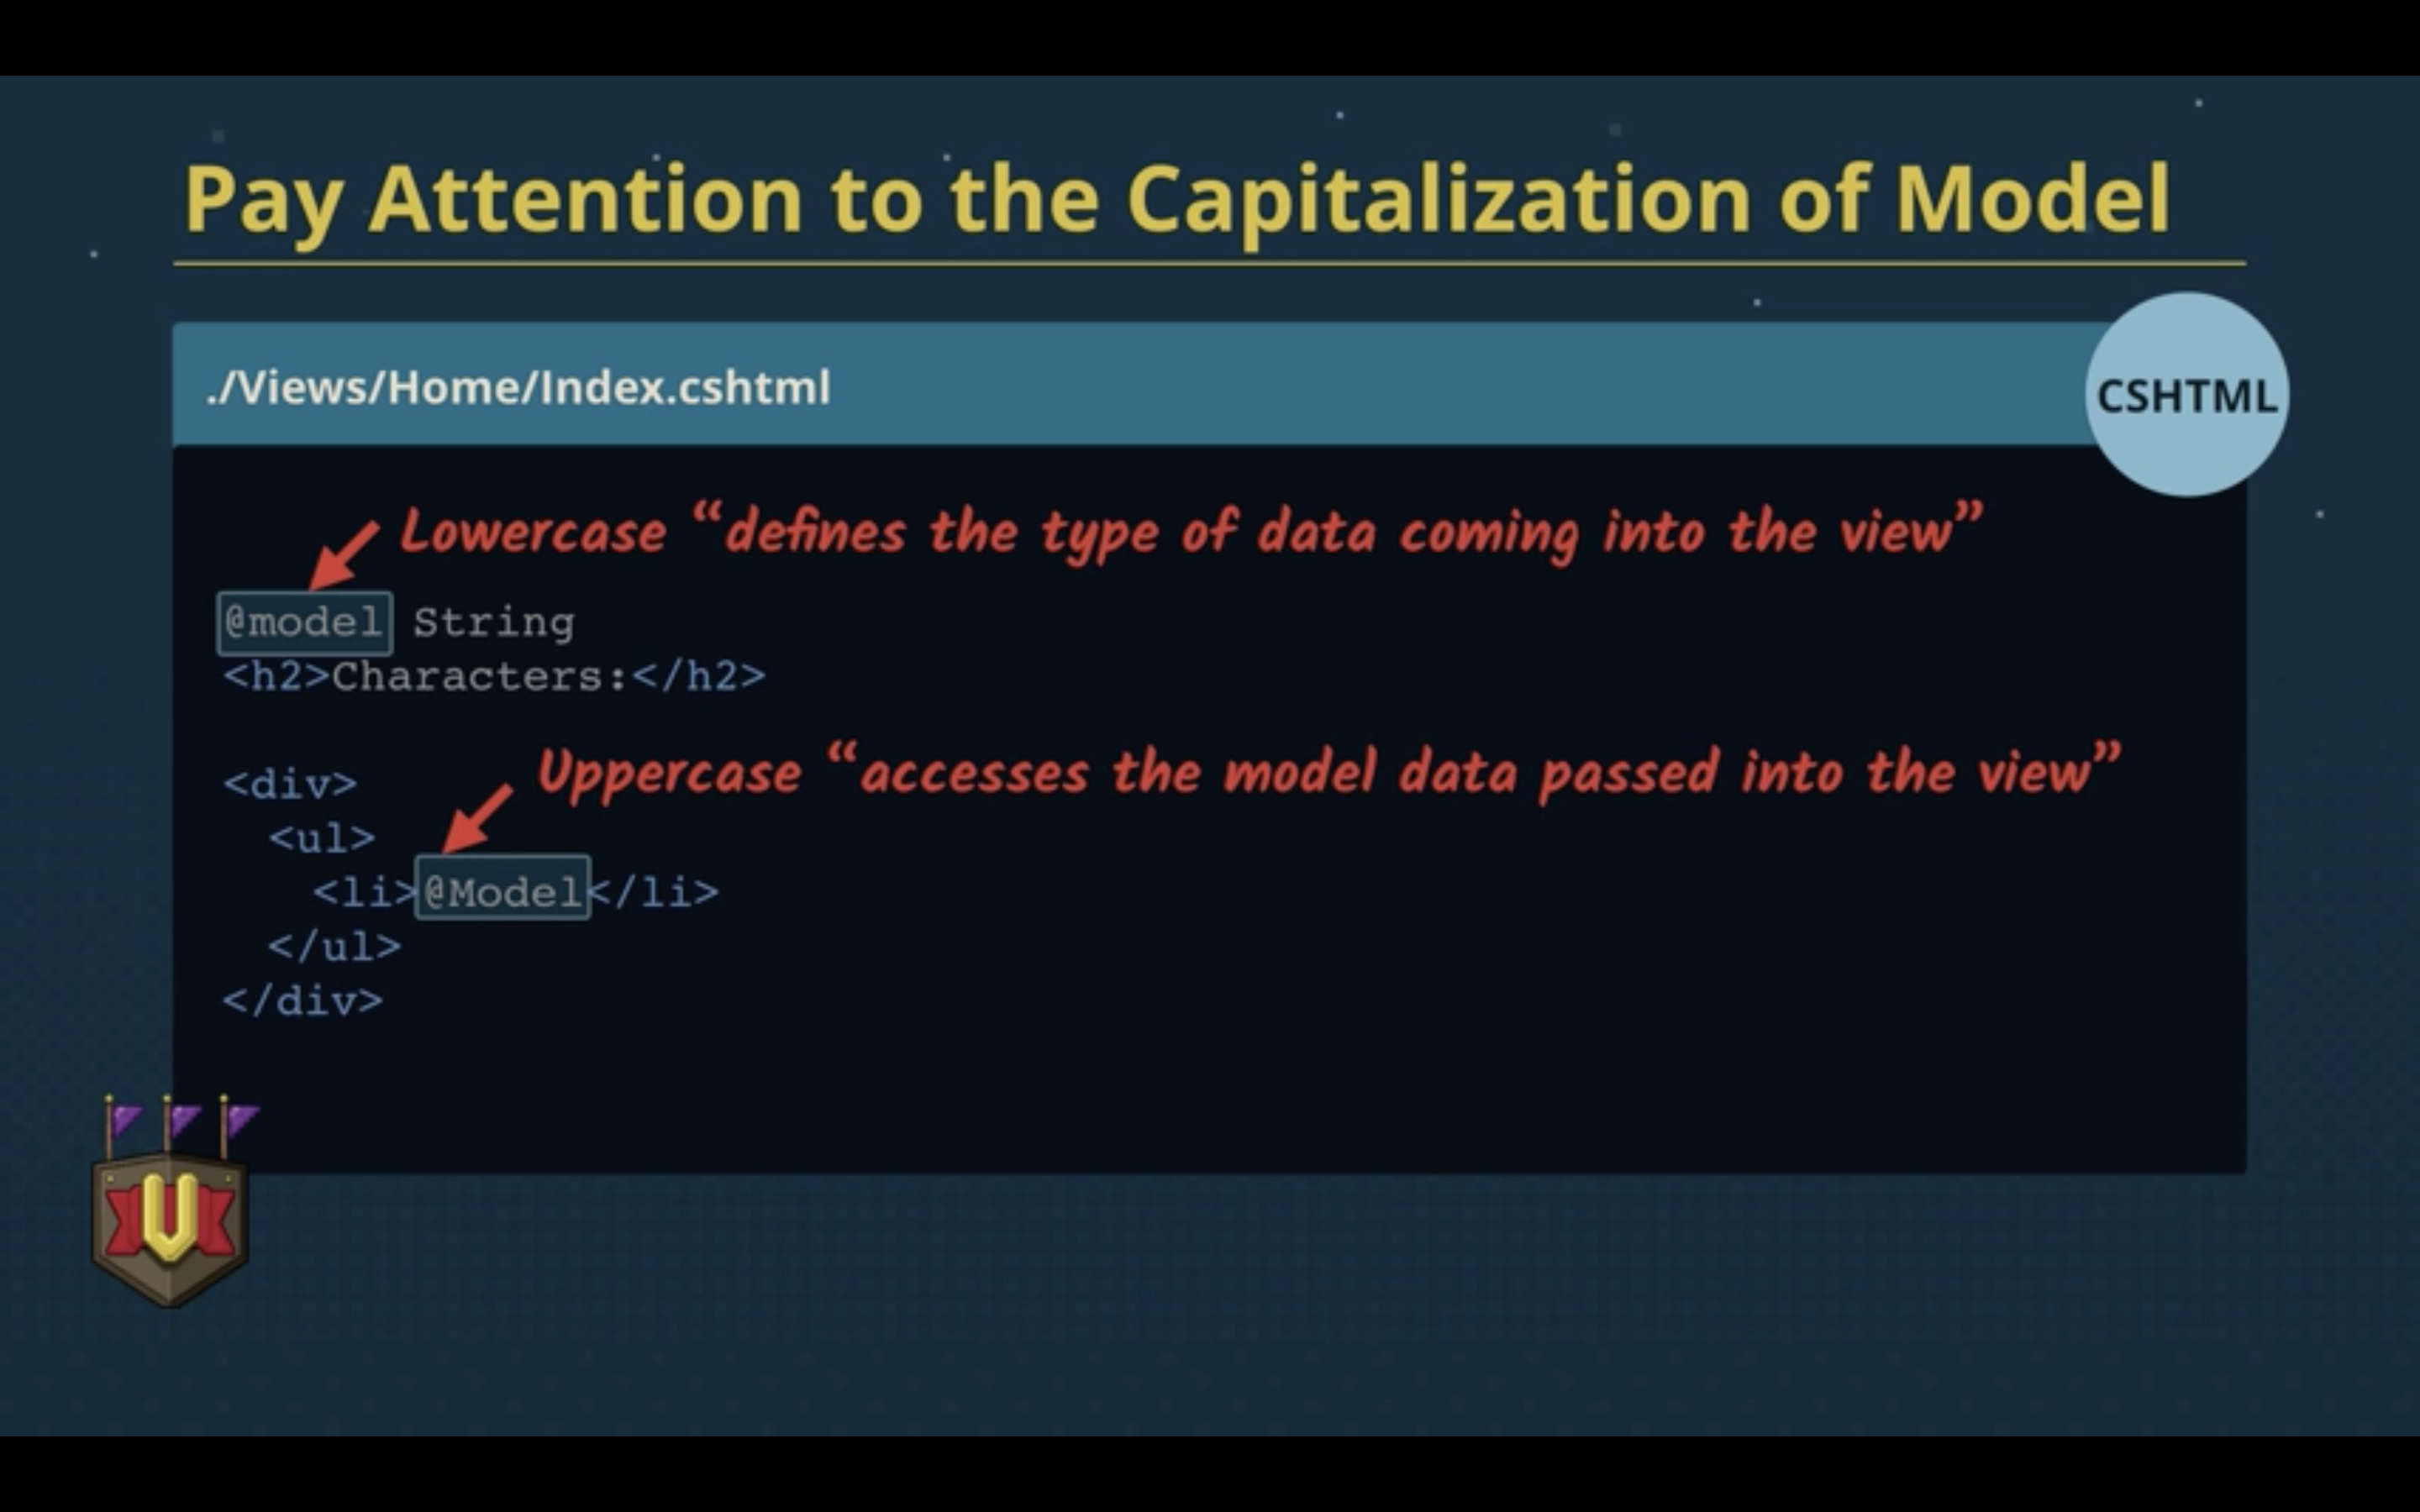 Pay Attention to the Capitalization of Model
./Views/Home/Index.cshtml
CSHTML
Lowercase “defines the type of data coming into the view”
@model String
<h2>Characters:</h2>
Uppercase “accesses the model data passed into the view”
<div>
<ul>
<li>@Model</li>
</ul>
</div>
V